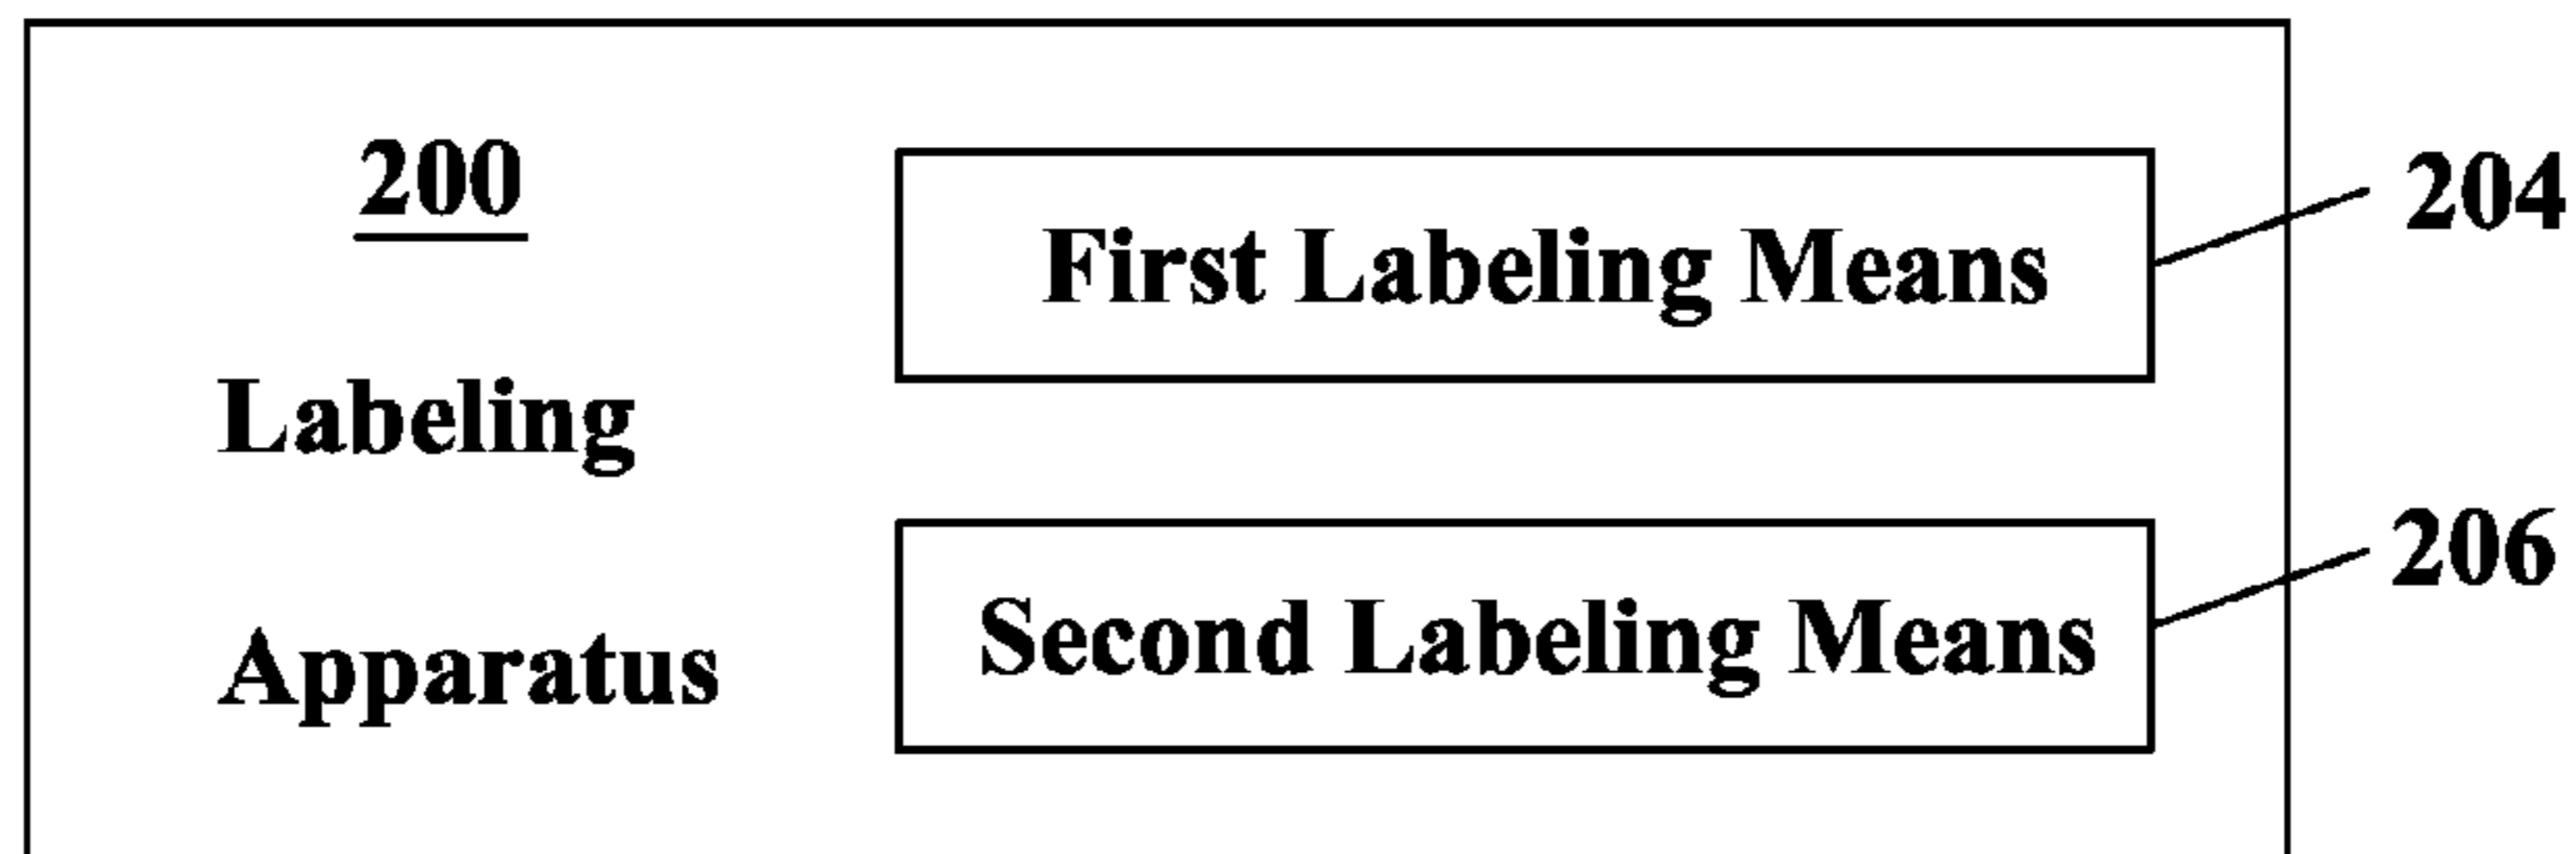 200
Labeling
Apparatus
First Labeling Means
204
Second Labeling Means
206